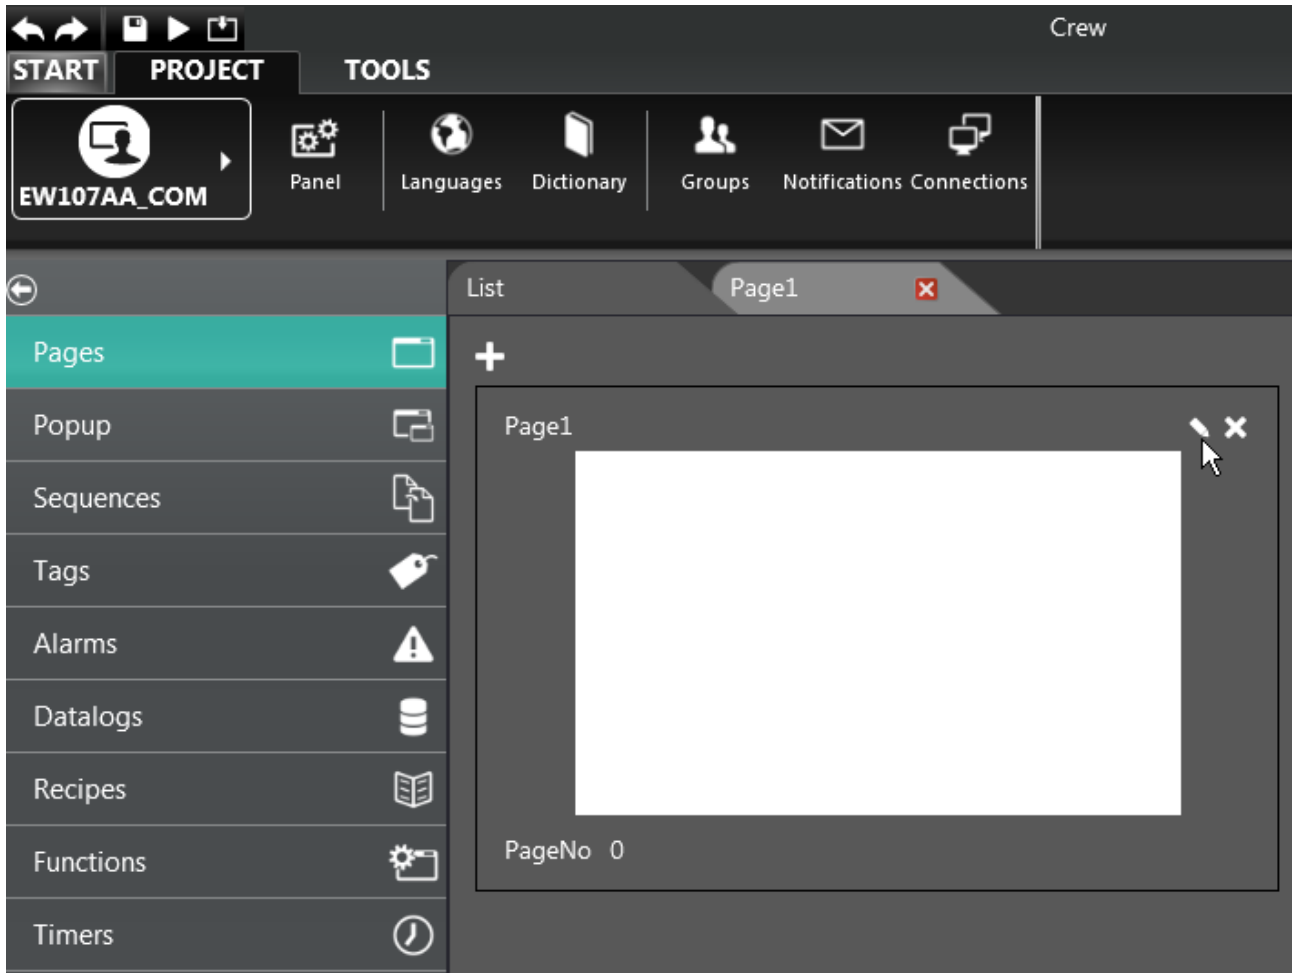 Crew
START PROJECT TOOLS
EW107AA_COM
Panel Languages Dictionary Groups Notifications Connections
List Page1
Pages
Popup
Sequences
Tags
Alarms
Datalogs
Recipes
Functions
Timers
Page1
PageNo 0